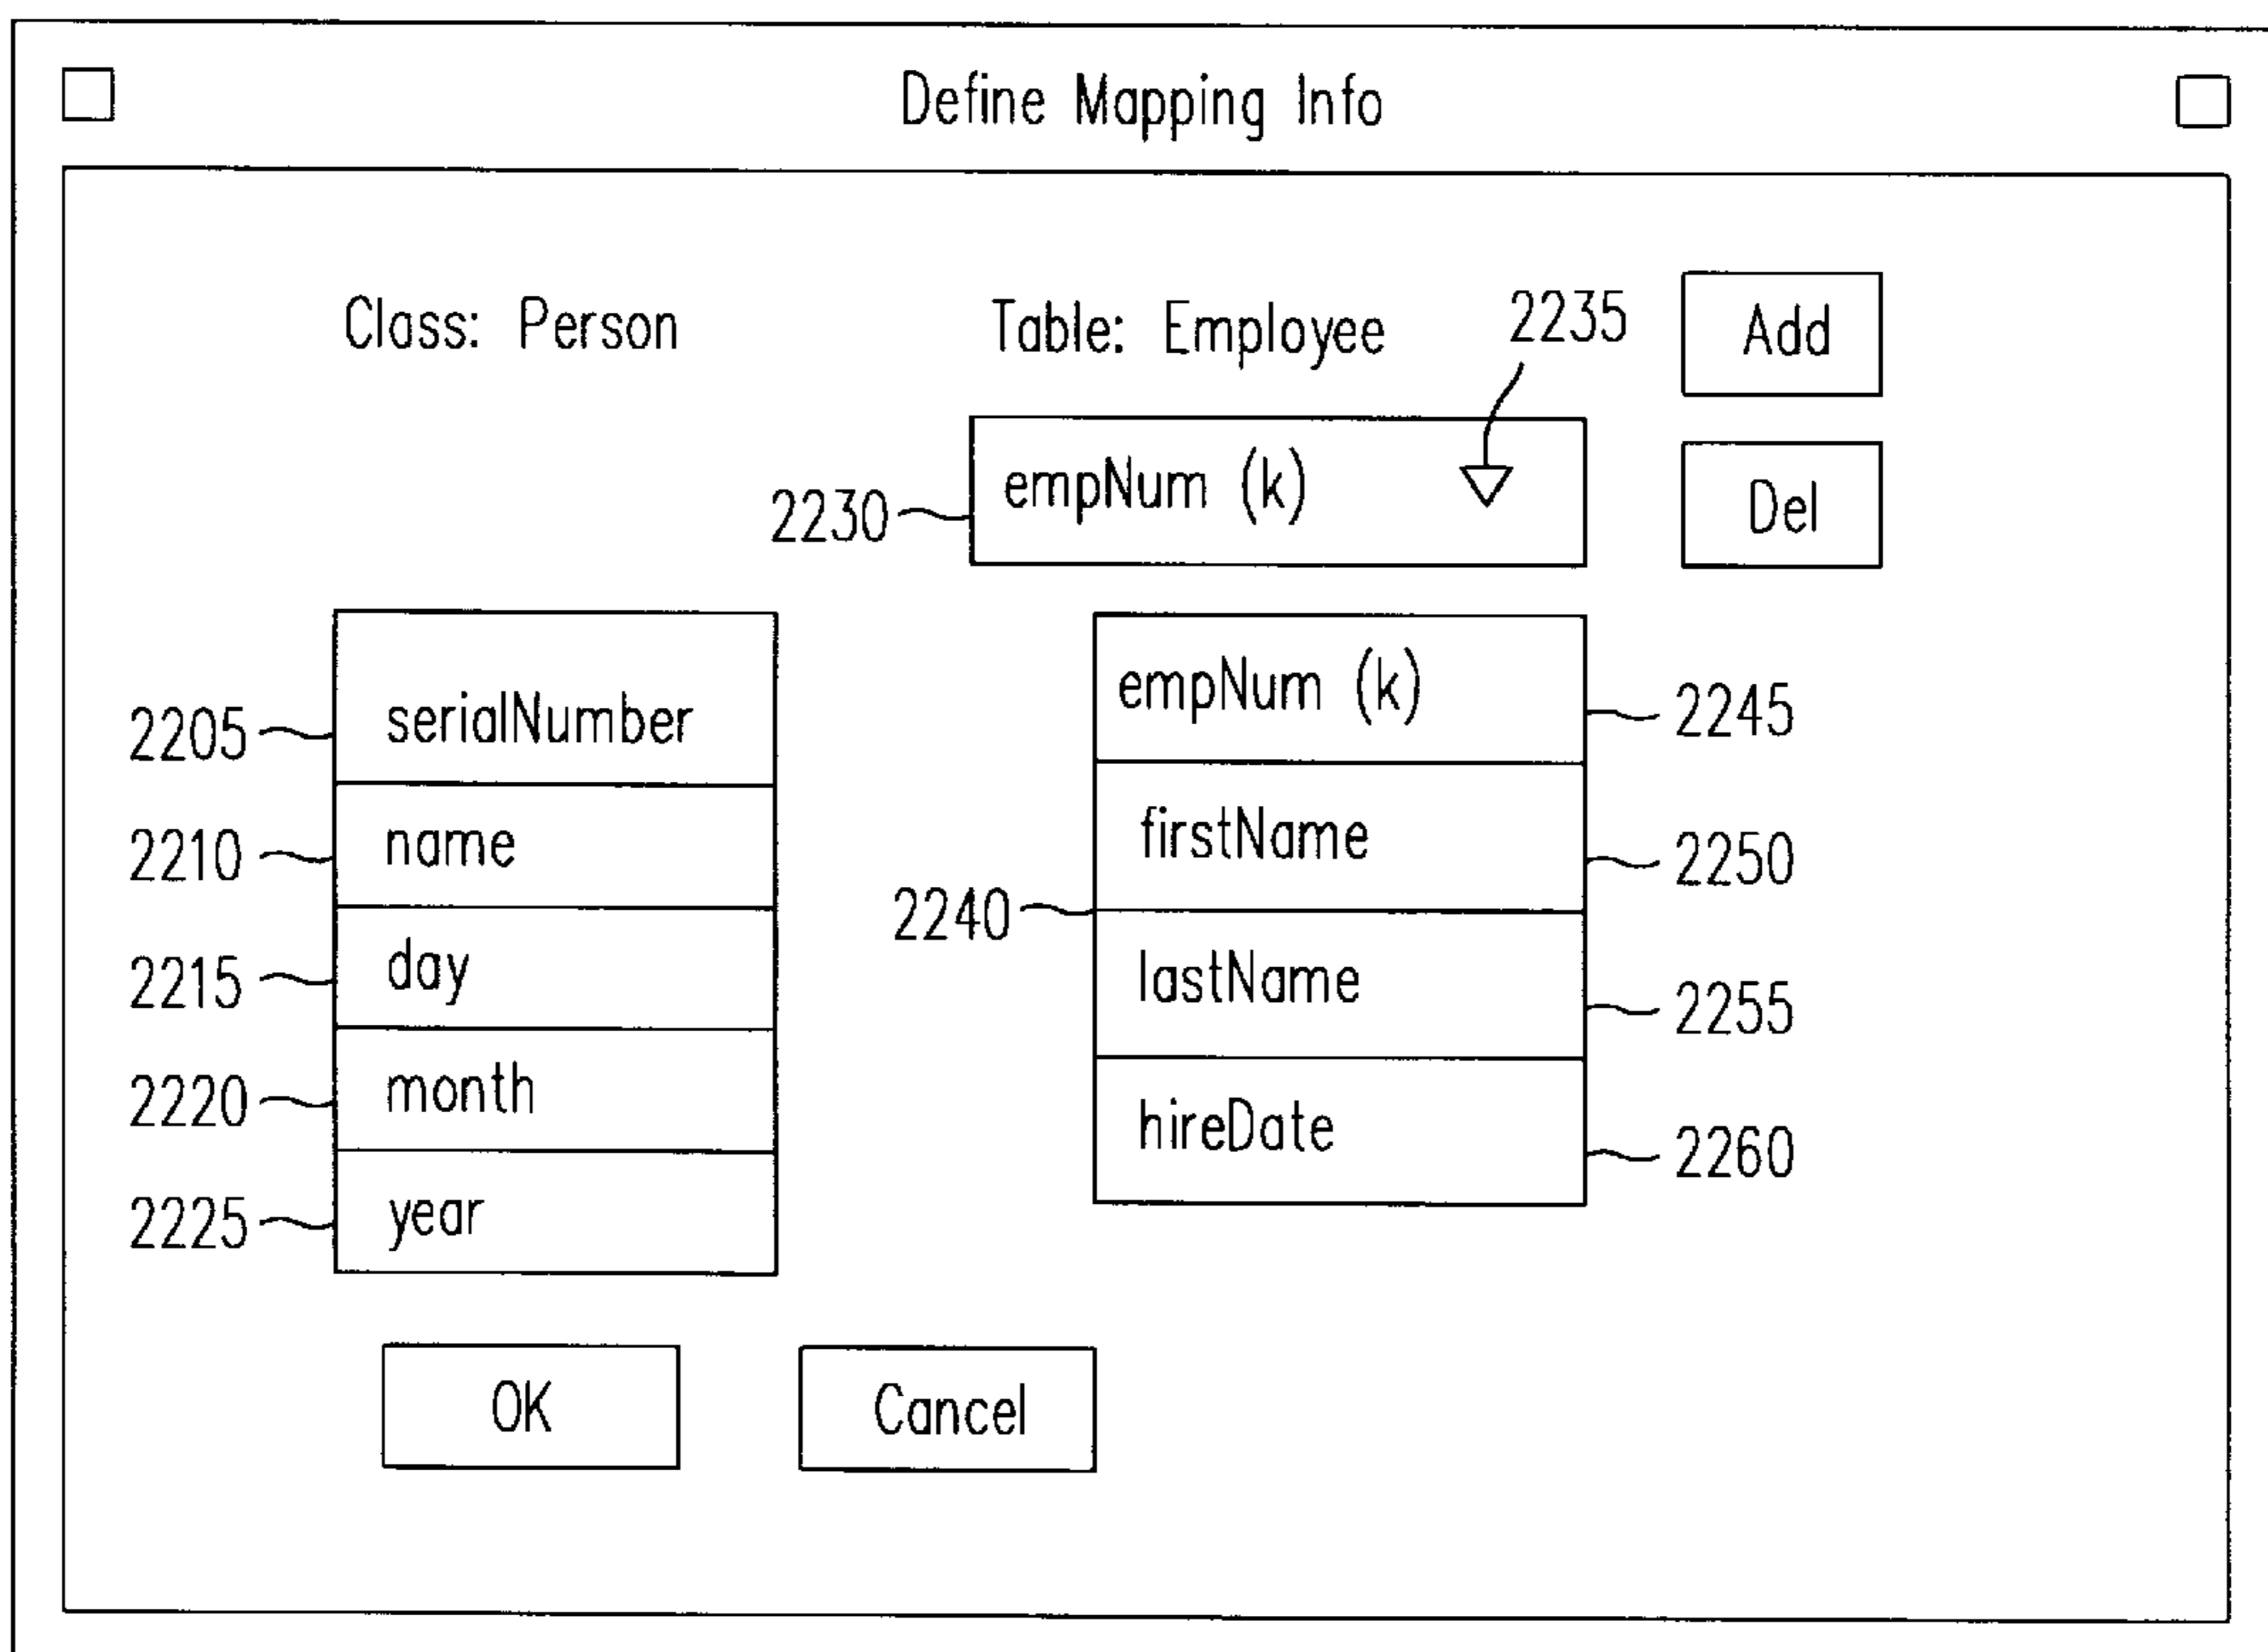 Define Mapping Info
Class: Person
Table: Employee
2235
Add
2230
empNum (k)
Del
2205
serialNumber
2210
name
2215
day
2220
month
2225
year
2240
empNum (k)
2245
firstName
2250
lastName
2255
hireDate
2260
OK
Cancel